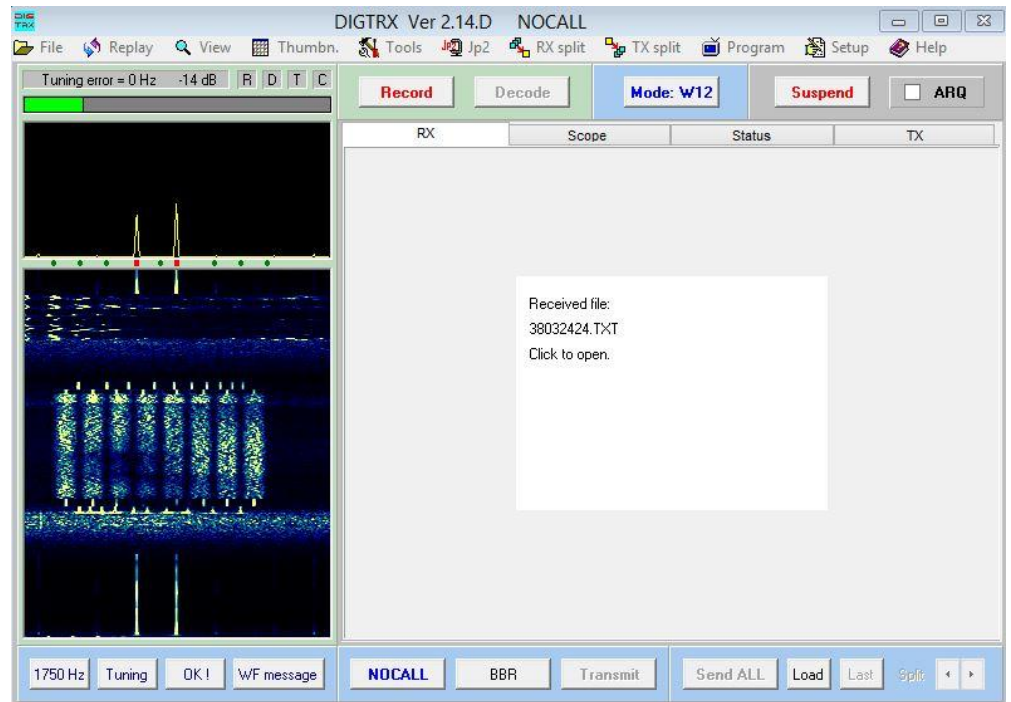 DIG
TRX
DIGTRX Ver 2.14.D NOCALL
File Replay View Thumbn. Tools Jp2 RX split TX split Program Setup Help
Tuning error = 0 Hz -14 dB R D T C
Record Decode Mode: W12 Suspend ARQ
RX Scope Status TX
Received file:
38032424.TXT
Click to open.
1750 Hz Tuning OK ! WF message NOCALL BBR Transmit Send ALL Load Last Split